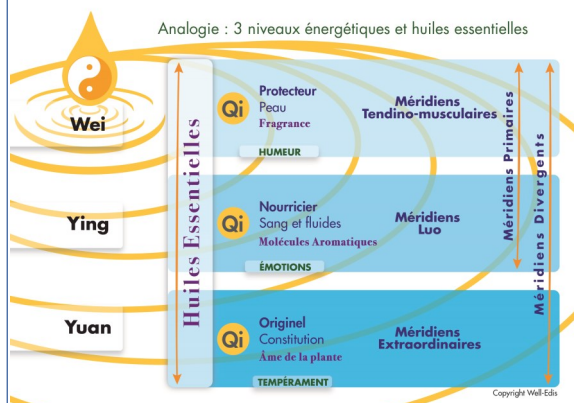 Analogie : 3 niveaux énergétiques et huiles essentielles
Wei
Huiles Essentielles
Qi
Protecteur
Peau
Fragrance
HUMEUR
Méridiens
Tendino-musculaires
Méridiens Primaires
Méridiens Divergents
Ying
Qi
Nourricier
Sang et fluides
Molécules Aromatiques
ÉMOTIONS
Méridiens
Luo
Yuan
Qi
Originel
Constitution
Âme de la plante
TEMPÉRAMENT
Méridiens
Extraordinaires
Copyright Well-Edis